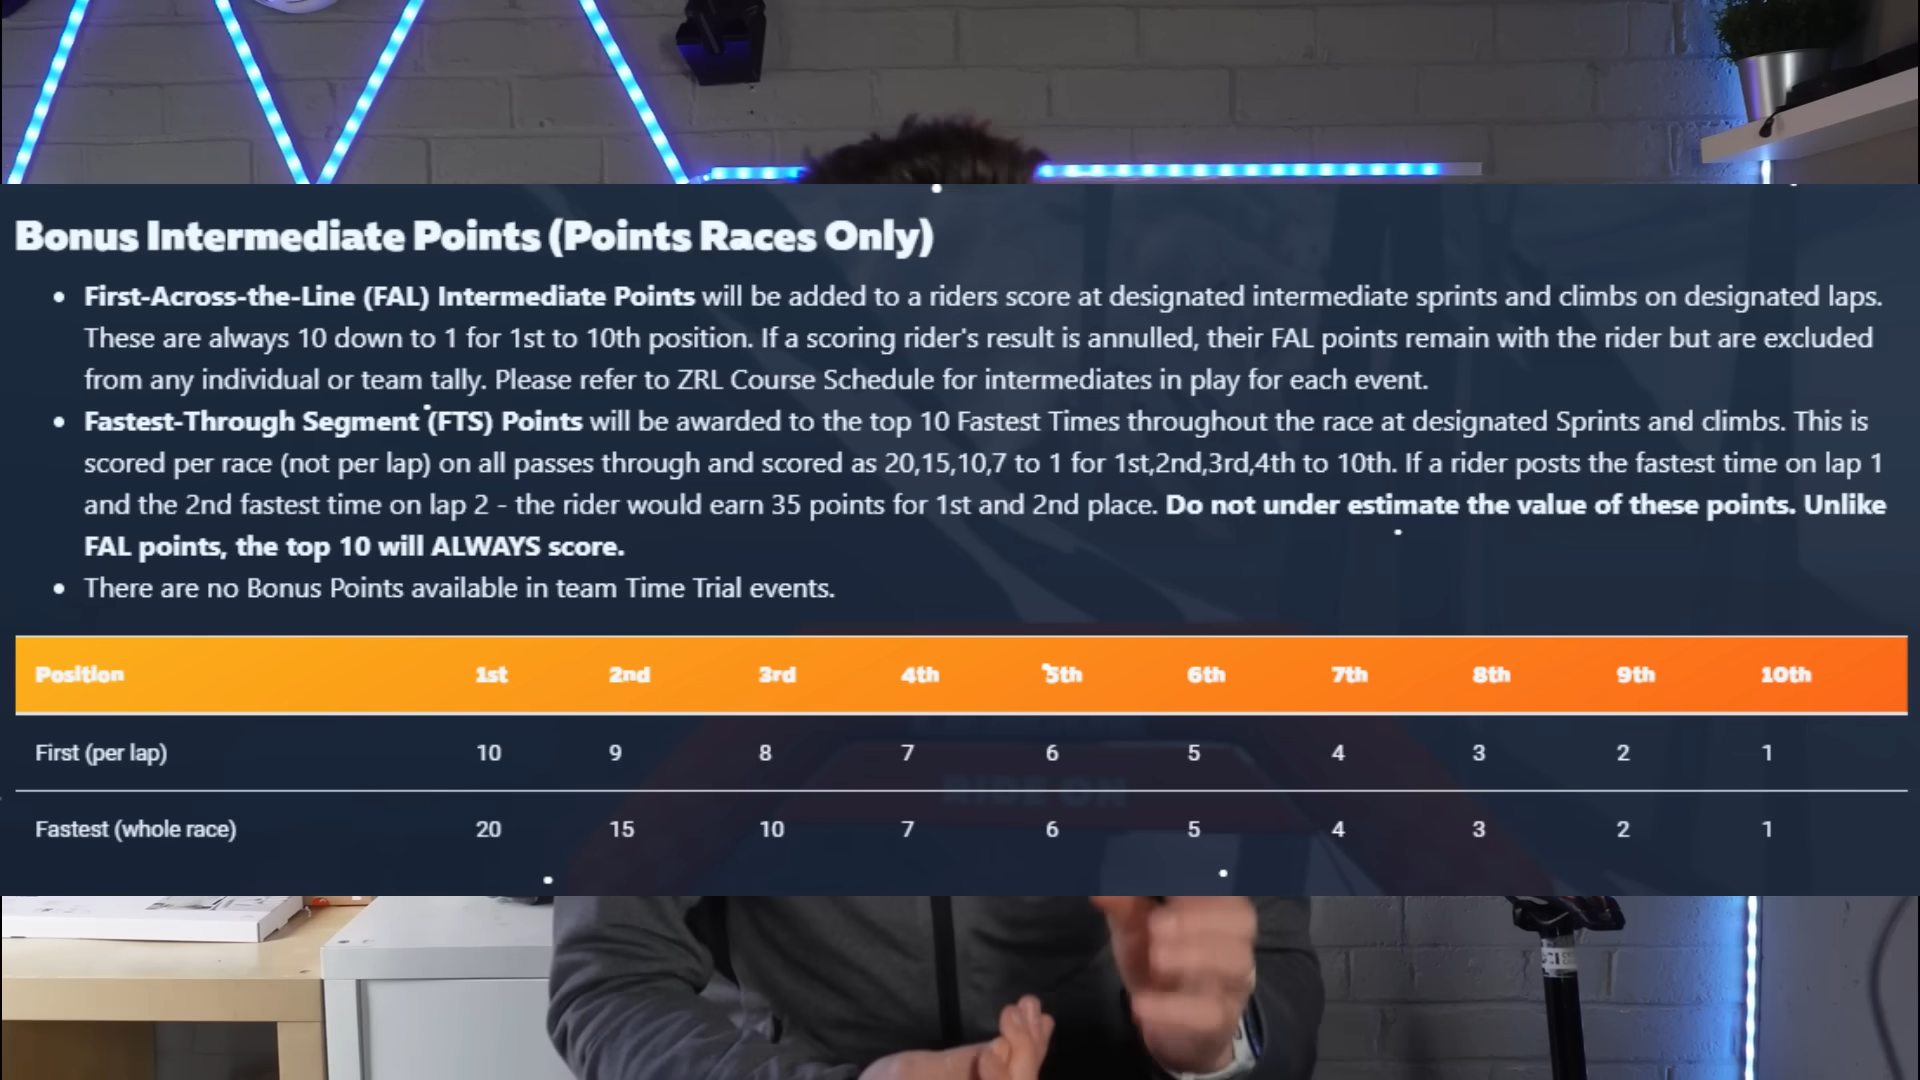 Bonus Intermediate Points (Points Races Only)
• First-Across-the-Line (FAL) Intermediate Points will be added to a riders score at designated intermediate sprints and climbs on designated laps.
These are always 10 down to 1 for 1st to 10th position. If a scoring rider's result is annulled, their FAL points remain with the rider but are excluded
from any individual or team tally. Please refer to ZRL Course Schedule for intermediates in play for each event.
• Fastest-Through Segment (FTS) Points will be awarded to the top 10 Fastest Times throughout the race at designated Sprints and climbs. This is
scored per race (not per lap) on all passes through and scored as 20,15,10,7 to 1 for 1st,2nd,3rd,4th to 10th. If a rider posts the fastest time on lap 1
and the 2nd fastest time on lap 2 - the rider would earn 35 points for 1st and 2nd place. Do not under estimate the value of these points. Unlike
FAL points, the top 10 will ALWAYS score.
• There are no Bonus Points available in team Time Trial events.
Position 1st 2nd 3rd 4th 5th 6th 7th 8th 9th 10th
First (per lap) 10 9 8 7 6 5 4 3 2 1
RIDE ON
Fastest (whole race) 20 15 10 7 6 5 4 3 2 1